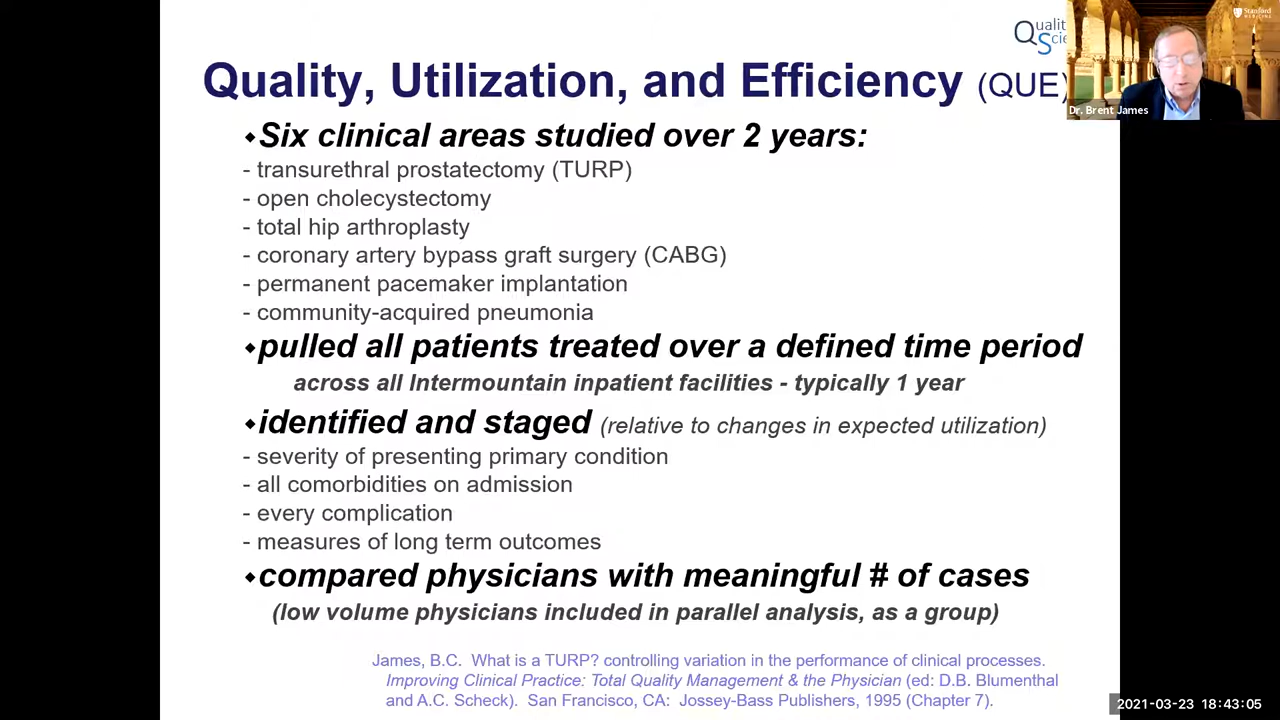 Qualit
Scie
Stanford
MEDICINE
Dr. Brent James
Quality, Utilization, and Efficiency (QUE)
⬥Six clinical areas studied over 2 years:
- transurethral prostatectomy (TURP)
- open cholecystectomy
- total hip arthroplasty
- coronary artery bypass graft surgery (CABG)
- permanent pacemaker implantation
- community-acquired pneumonia
⬥pulled all patients treated over a defined time period
across all Intermountain inpatient facilities - typically 1 year
⬥identified and staged (relative to changes in expected utilization)
- severity of presenting primary condition
- all comorbidities on admission
- every complication
- measures of long term outcomes
⬥compared physicians with meaningful # of cases
(low volume physicians included in parallel analysis, as a group)
James, B.C. What is a TURP? controlling variation in the performance of clinical processes.
Improving Clinical Practice: Total Quality Management & the Physician (ed: D.B. Blumenthal
and A.C. Scheck). San Francisco, CA: Jossey-Bass Publishers, 1995 (Chapter 7).
2021-03-23 18:43:05